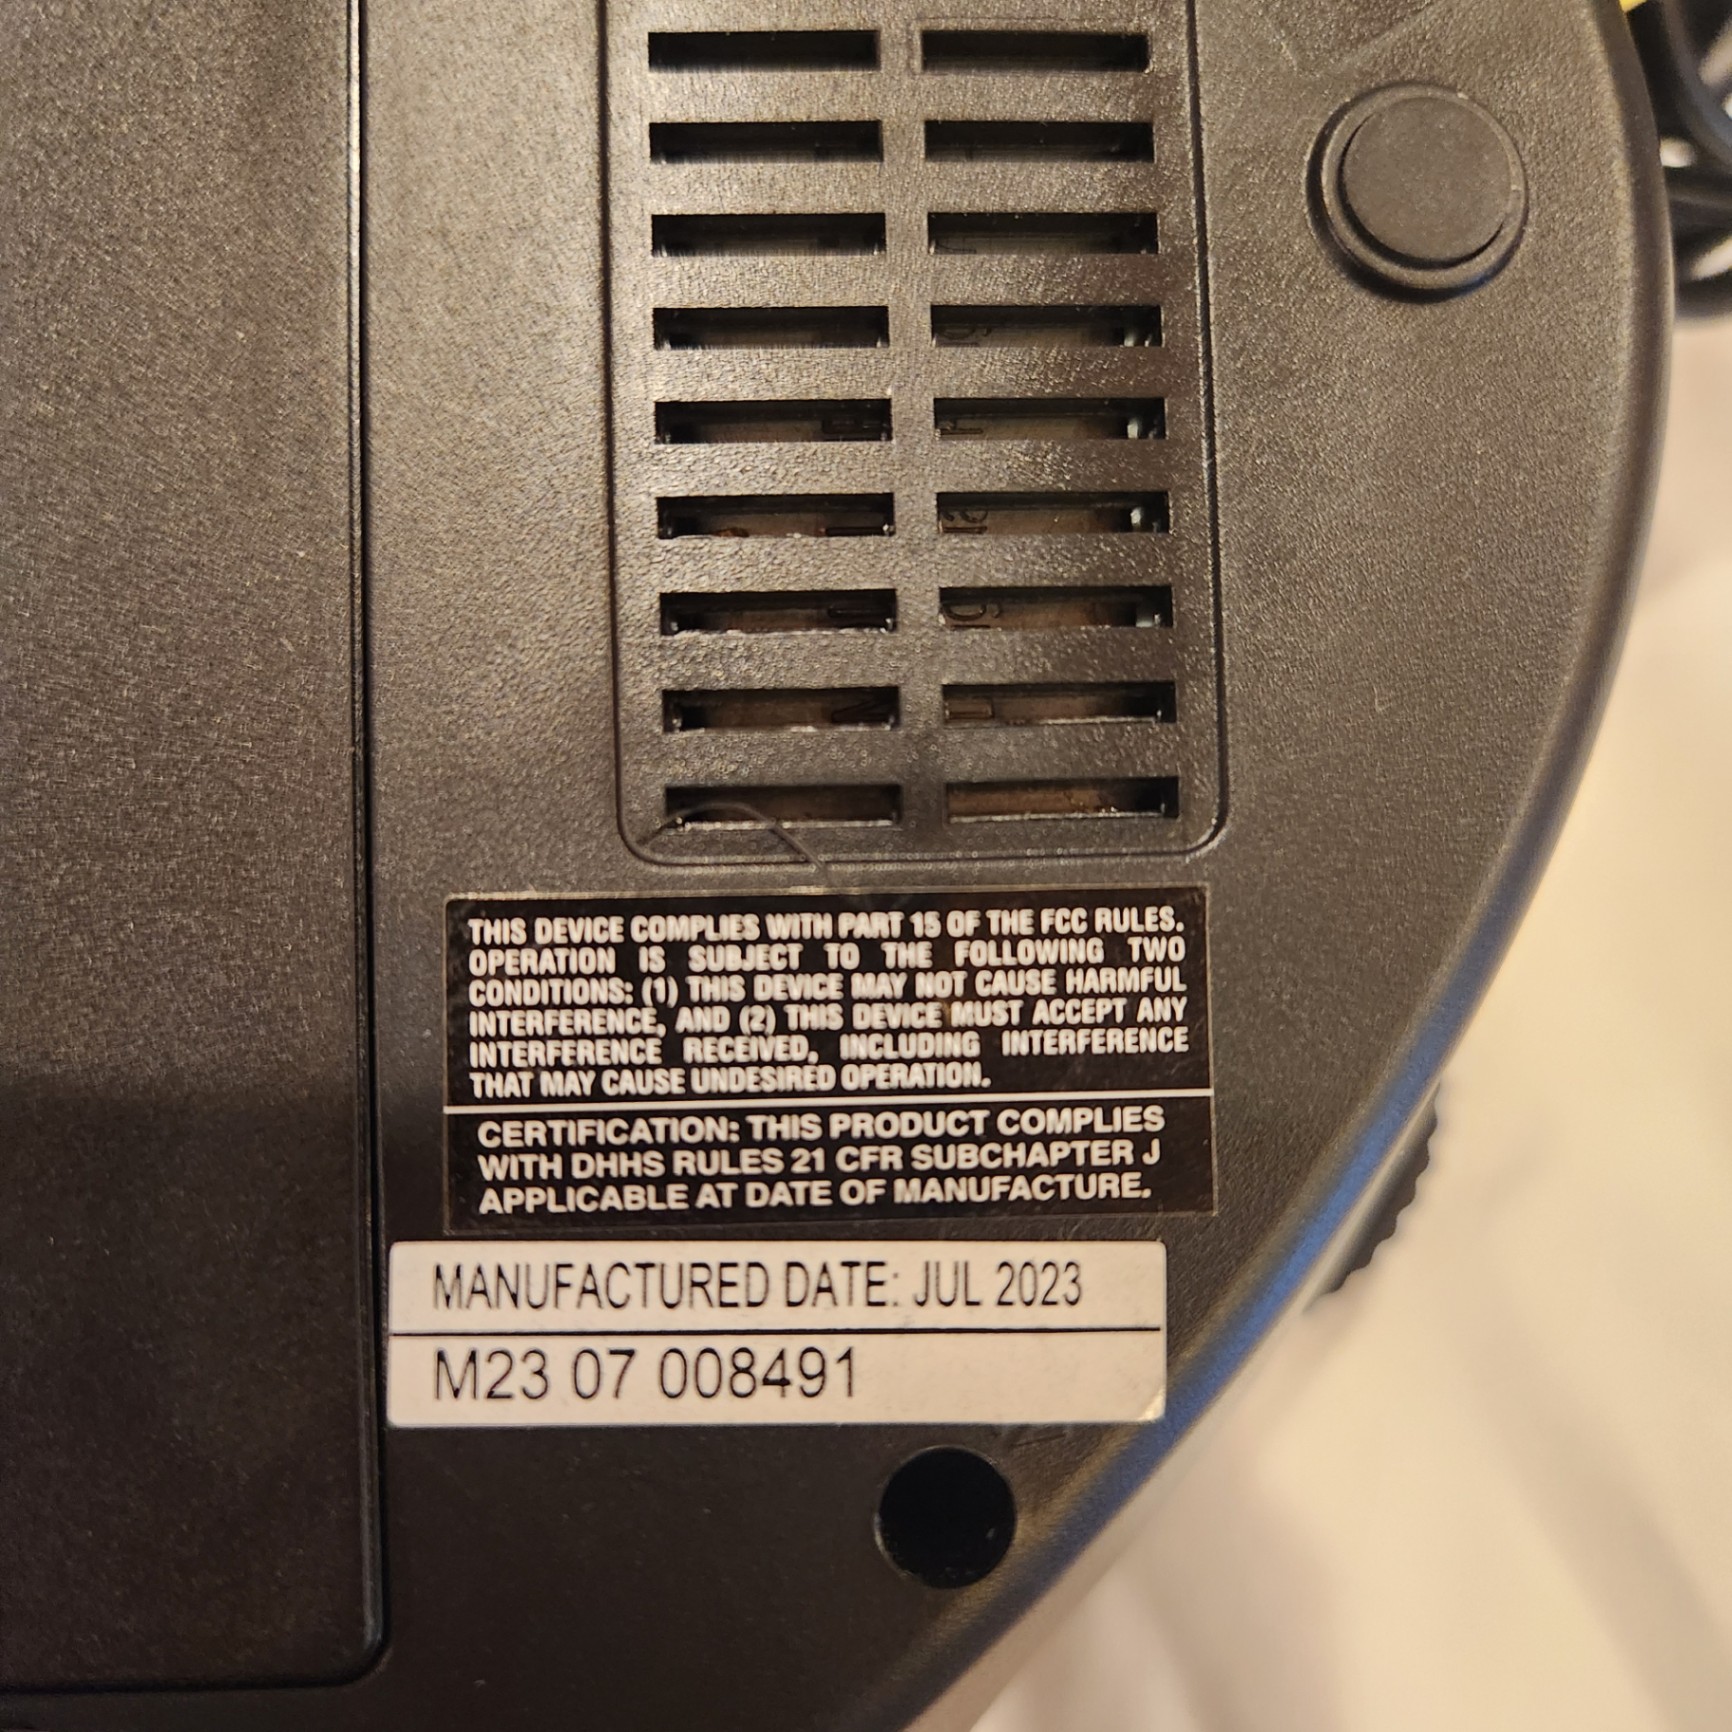 THIS DEVICE COMPLIES WITH PART 15 OF THE FCC RULES.
OPERATION IS SUBJECT TO THE FOLLOWING TWO
CONDITIONS: (1) THIS DEVICE MAY NOT CAUSE HARMFUL
INTERFERENCE, AND (2) THIS DEVICE MUST ACCEPT ANY
INTERFERENCE RECEIVED, INCLUDING INTERFERENCE
THAT MAY CAUSE UNDESIRED OPERATION.
CERTIFICATION: THIS PRODUCT COMPLIES
WITH DHHS RULES 21 CFR SUBCHAPTER J
APPLICABLE AT DATE OF MANUFACTURE.
MANUFACTURED DATE: JUL 2023
M23 07 008491